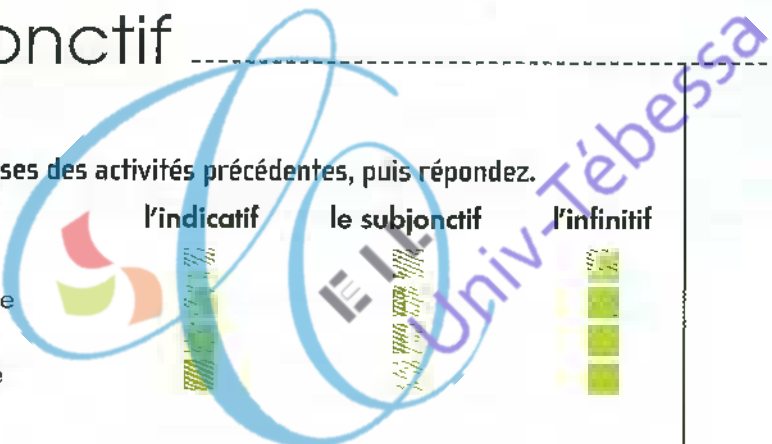 onctif
ses des activités précédentes, puis répondez.
l'indicatif le subjonctif l'infinitif
e
e
Univ-Tébessa